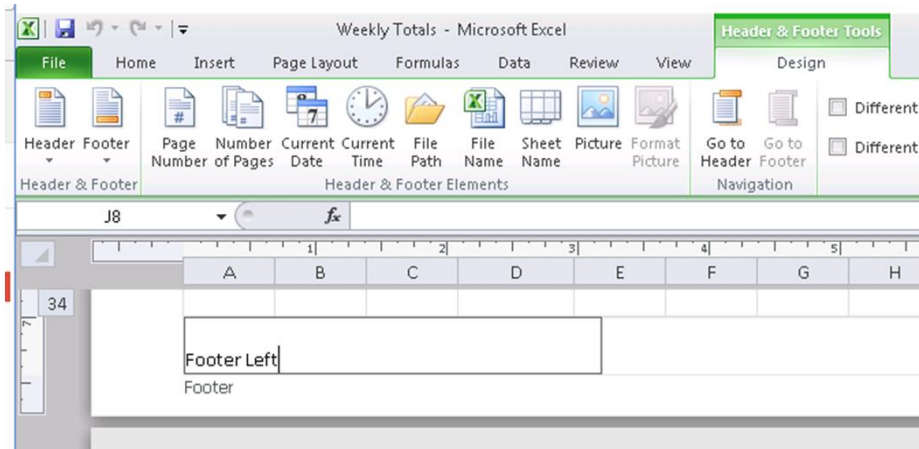 Weekly Totals - Microsoft Excel
Header & Footer Tools
File Home Insert Page Layout Formulas Data Review View Design
Header Footer Page Number Number of Pages Current Date Current Time File Path File Name Sheet Name Picture Format Picture Go to Header Go to Footer
Different
Different
Header & Footer Header & Footer Elements Navigation
J8 fx
1 2 3 4 5
A B C D E F G H
34
7
Footer Left
Footer